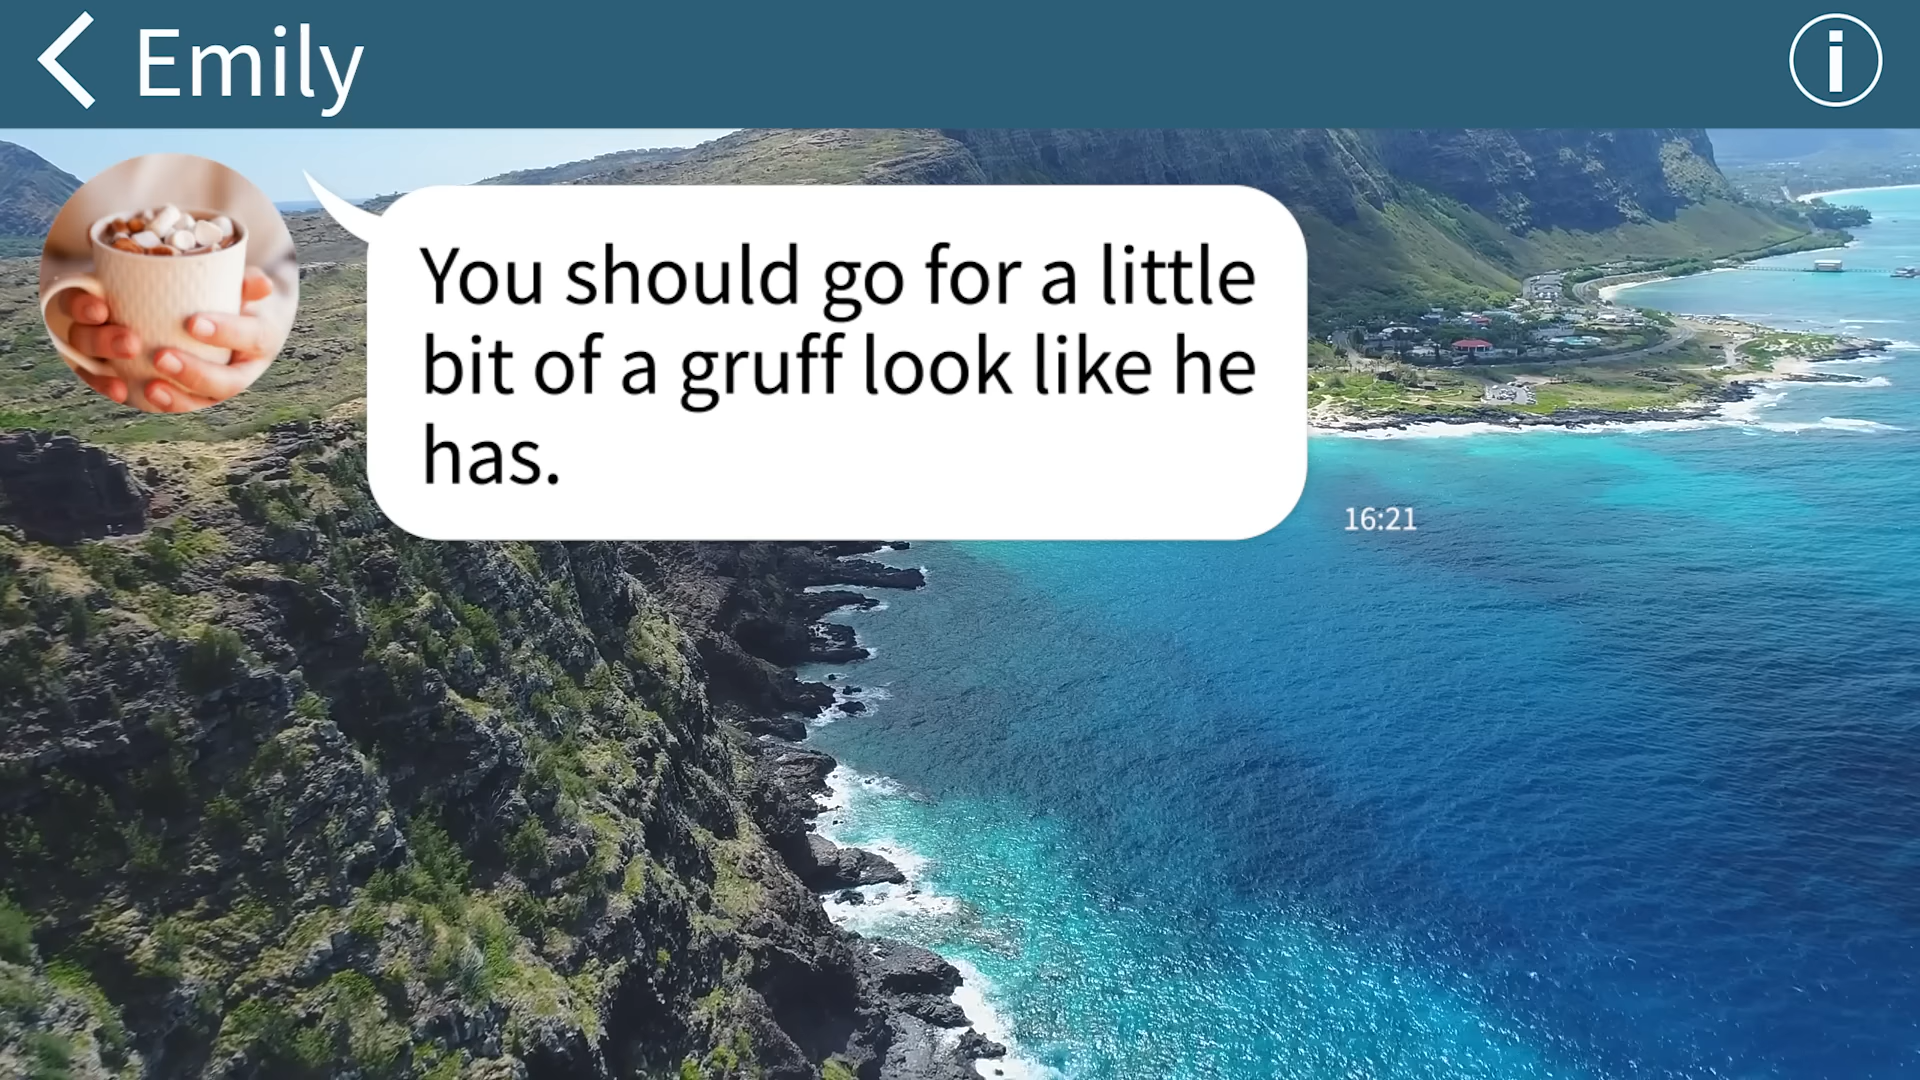 Emily
You should go for a little
bit of a gruff look like he
has.
16:21